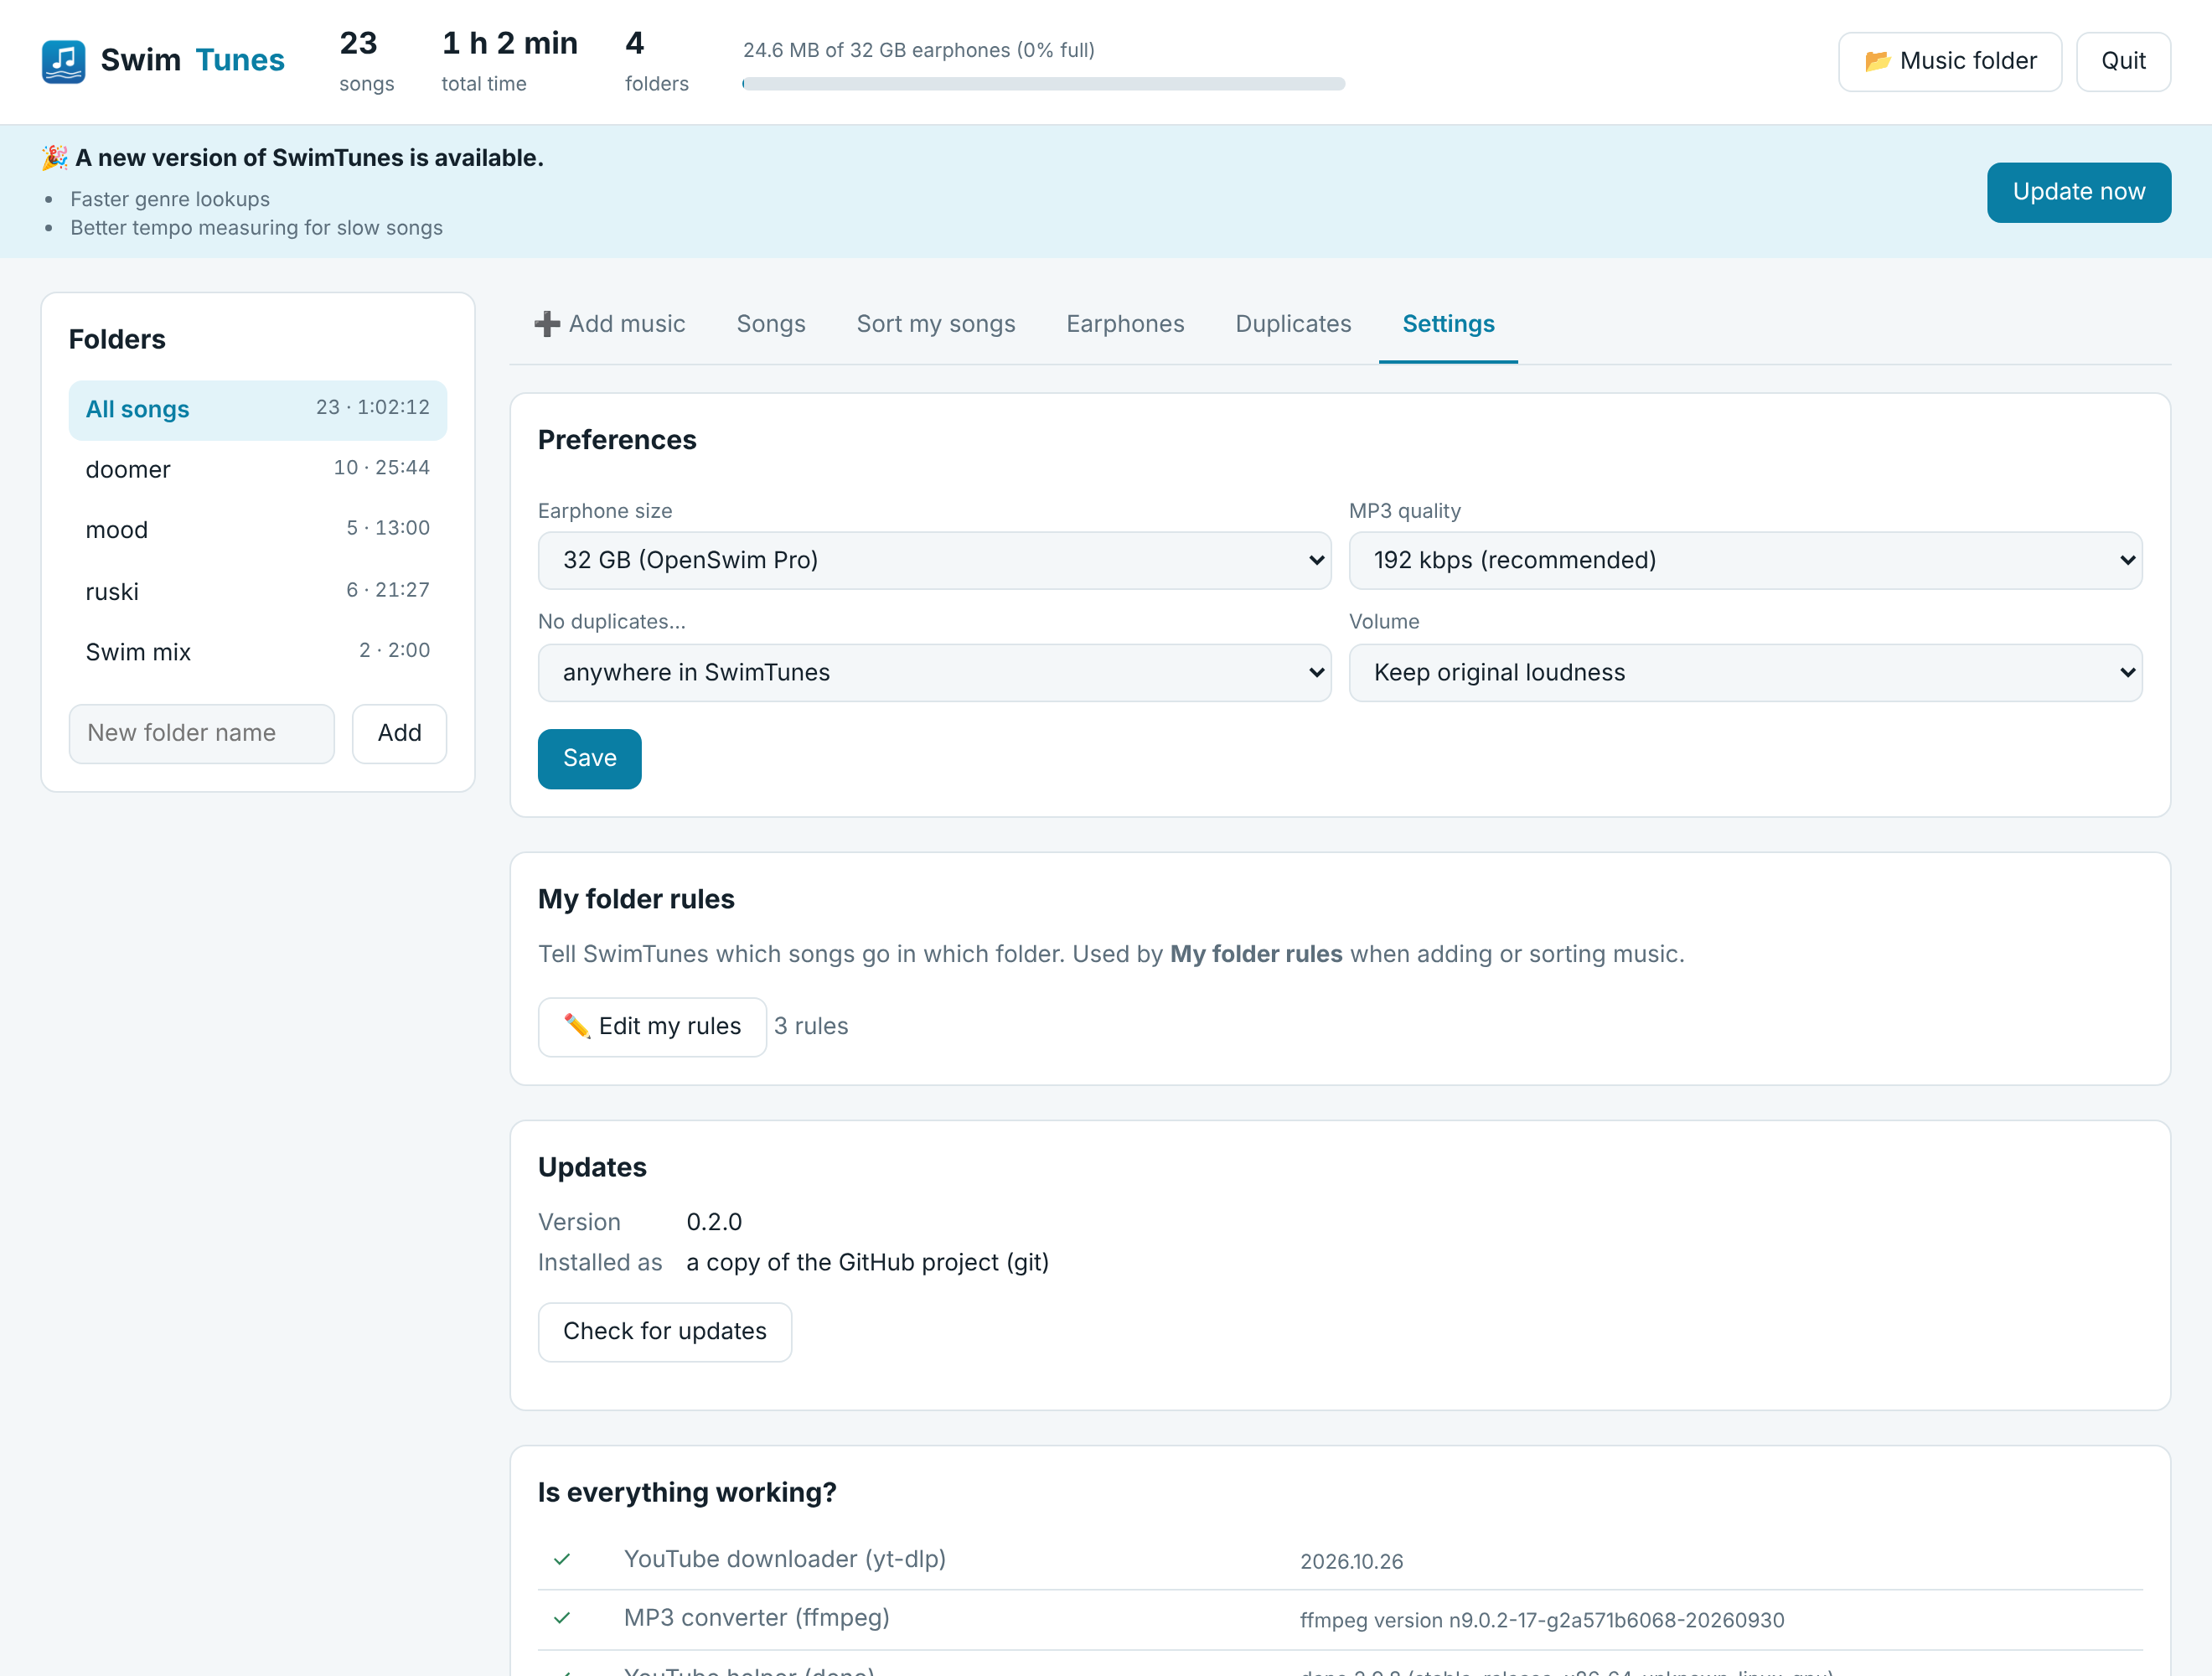 Swim Tunes
23 songs
1 h 2 min total time
4 folders
24.6 MB of 32 GB earphones (0% full)
📂 Music folder
Quit
🎉 A new version of SwimTunes is available.
• Faster genre lookups
• Better tempo measuring for slow songs
Update now
Folders
All songs 23 · 1:02:12
doomer 10 · 25:44
mood 5 · 13:00
ruski 6 · 21:27
Swim mix 2 · 2:00
New folder name Add
➕ Add music Songs Sort my songs Earphones Duplicates Settings
Preferences
Earphone size
32 GB (OpenSwim Pro)
MP3 quality
192 kbps (recommended)
No duplicates...
anywhere in SwimTunes
Volume
Keep original loudness
Save
My folder rules
Tell SwimTunes which songs go in which folder. Used by My folder rules when adding or sorting music.
✏️ Edit my rules 3 rules
Updates
Version 0.2.0
Installed as a copy of the GitHub project (git)
Check for updates
Is everything working?
✓ YouTube downloader (yt-dlp) 2026.10.26
✓ MP3 converter (ffmpeg) ffmpeg version n9.0.2-17-g2a571b6068-20260930
YouTube helper (deno)